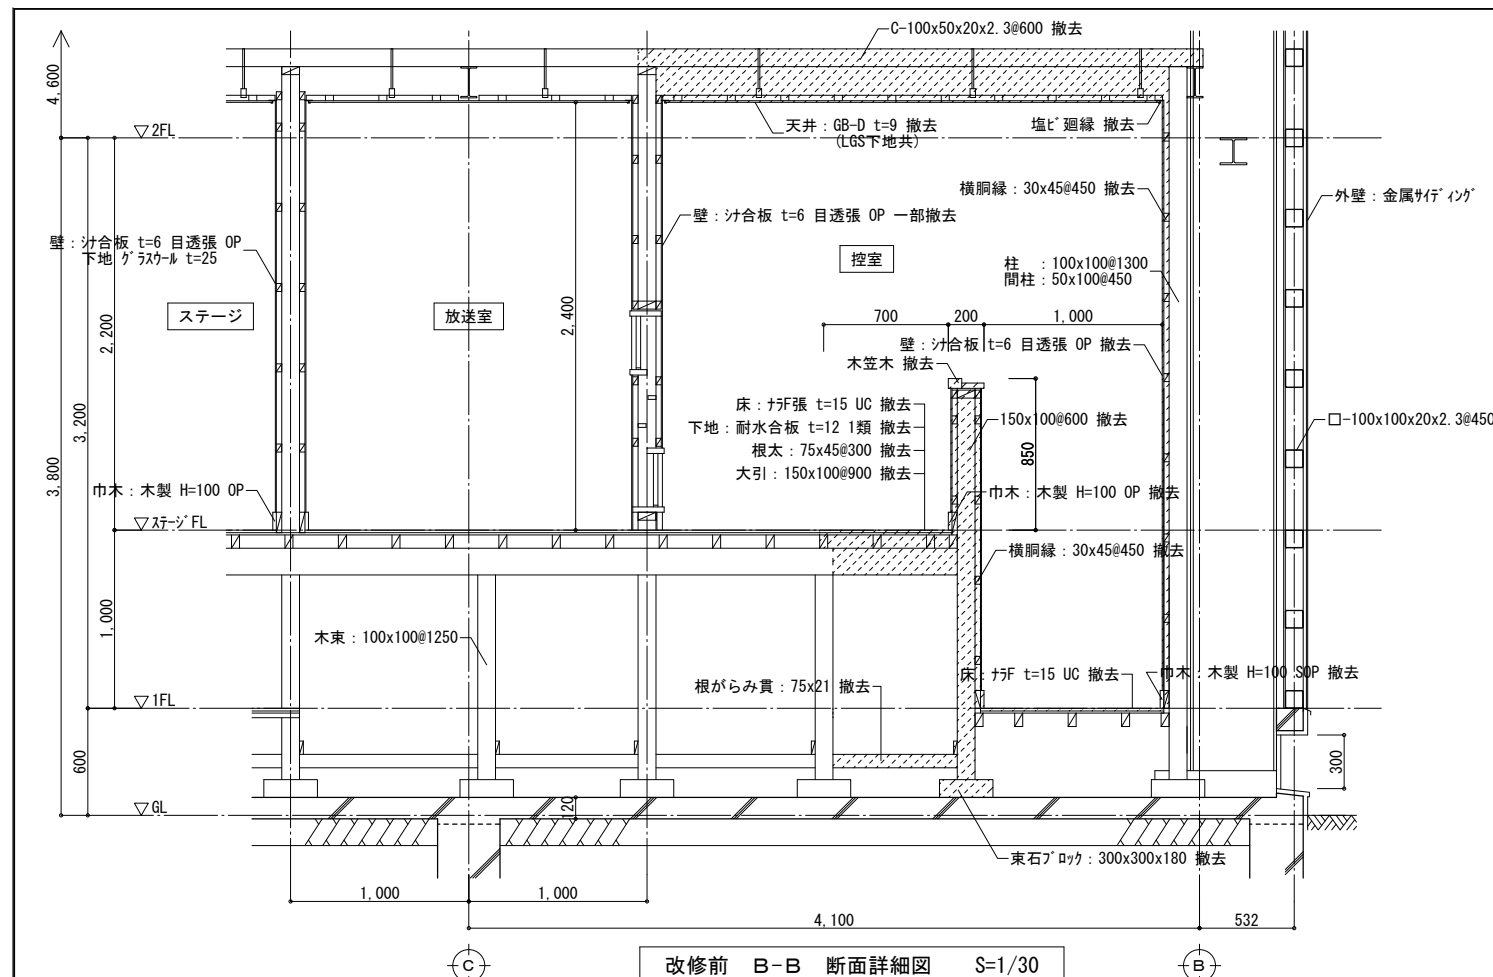 C-100x50x20x2.3@600 撤去
4,600
▽2FL
天井：GB-D t=9 撤去
(LGS下地共)
塩ビ廻縁 撤去
横胴縁：30x45@450 撤去
外壁：金属サイディング
壁：シナ合板 t=6 目透張 OP 一部撤去
壁：シナ合板 t=6 目透張 OP
下地 グラスウール t=25
控室
柱　：100x100@1300
間柱：50x100@450
ステージ
放送室
2,400
2,200
700
200
1,000
壁：シナ合板 t=6 目透張 OP 撤去
木笠木 撤去
床：ナラF張 t=15 UC 撤去
下地：耐水合板 t=12 1類 撤去
根太：75x45@300 撤去
大引：150x100@900 撤去
150x100@600 撤去
850
□-100x100x20x2.3@450
3,200
3,800
巾木：木製 H=100 OP
巾木：木製 H=100 OP 撤去
▽ステージFL
横胴縁：30x45@450 撤去
1,000
木束：100x100@1250
根がらみ貫：75x21 撤去
床：ナラF t=15 UC 撤去
巾木：木製 H=100 SOP 撤去
▽1FL
600
300
▽GL
120
束石ブロック：300x300x180 撤去
1,000
1,000
4,100
532
C
改修前 B-B 断面詳細図 S=1/30
B